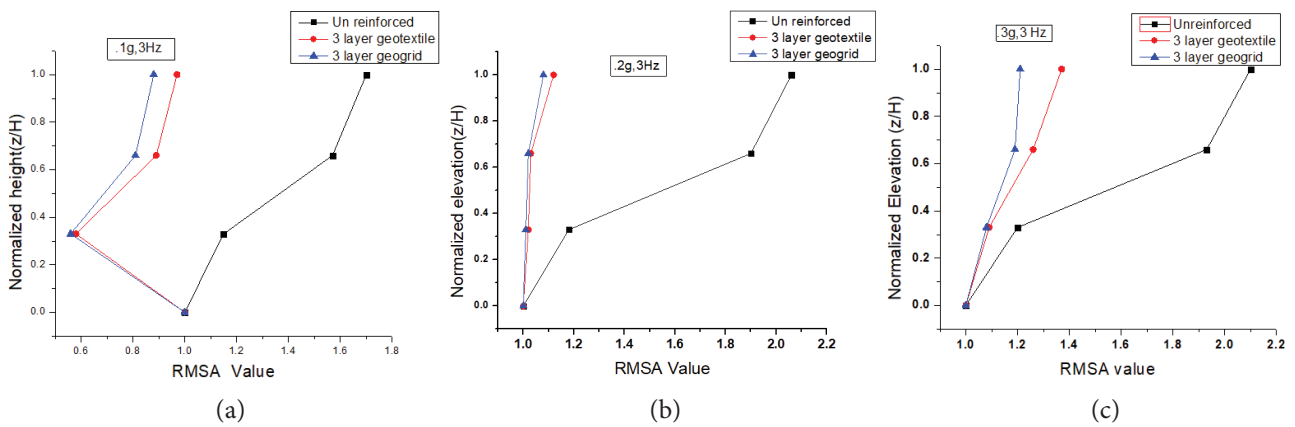 .1g,3Hz
Un reinforced
3 layer geotextile
3 layer geogrid
Normalized height(z/H)
1.0
0.8
0.6
0.4
0.2
0.0
0.6 0.8 1.0 1.2 1.4 1.6 1.8
RMSA Value
(a)
.2g,3Hz
Un reinforced
3 layer geotextile
3 layer geogrid
Normalized elevation(z/H)
1.0
0.8
0.6
0.4
0.2
0.0
1.0 1.2 1.4 1.6 1.8 2.0 2.2
RMSA Value
(b)
3g,3 Hz
Unreinforced
3 layer geotextile
3 layer geogrid
Normalized Elevation (z/H)
1.0
0.8
0.6
0.4
0.2
0.0
1.0 1.2 1.4 1.6 1.8 2.0 2.2
RMSA value
(c)